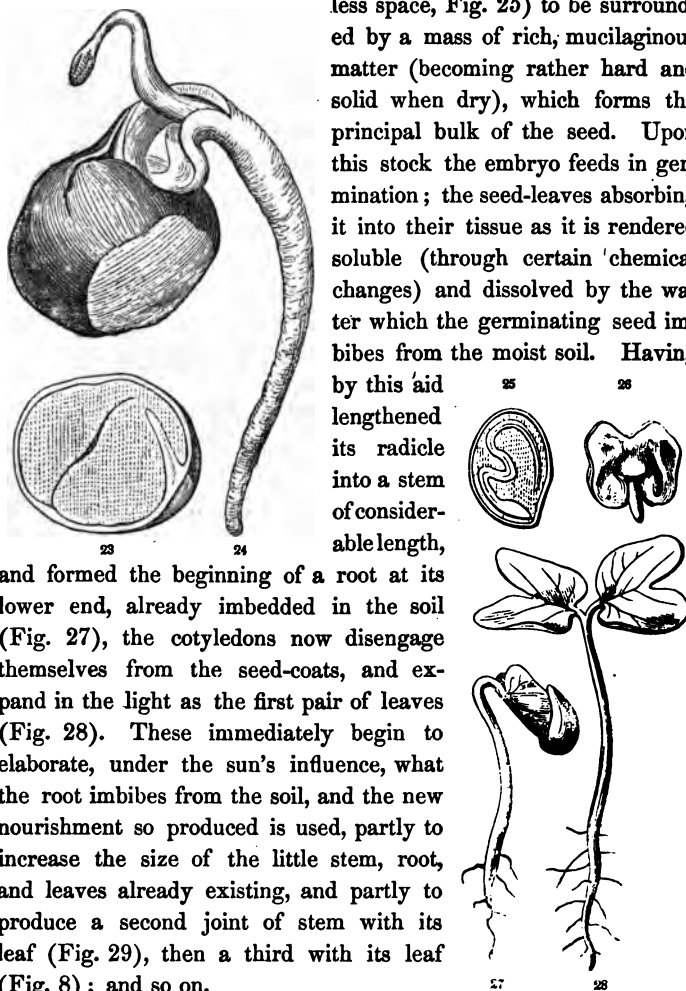 less space, Fig. 25) to be surround
ed by a mass of rich, mucilaginou
matter (becoming rather hard an
solid when dry), which forms th
principal bulk of the seed. Upo
this stock the embryo feeds in ger
mination; the seed-leaves absorbin
it into their tissue as it is rendere
soluble (through certain 'chemica
changes) and dissolved by the wa
ter which the germinating seed im
bibes from the moist soil. Havin
by this aid
lengthened
its radicle
into a stem
of consider-
able length,
25 26
23 24
and formed the beginning of a root at its
lower end, already imbedded in the soil
(Fig. 27), the cotyledons now disengage
themselves from the seed-coats, and ex-
pand in the light as the first pair of leaves
(Fig. 28). These immediately begin to
elaborate, under the sun's influence, what
the root imbibes from the soil, and the new
nourishment so produced is used, partly to
increase the size of the little stem, root,
and leaves already existing, and partly to
produce a second joint of stem with its
leaf (Fig. 29), then a third with its leaf
(Fig. 8); and so on.
27 28